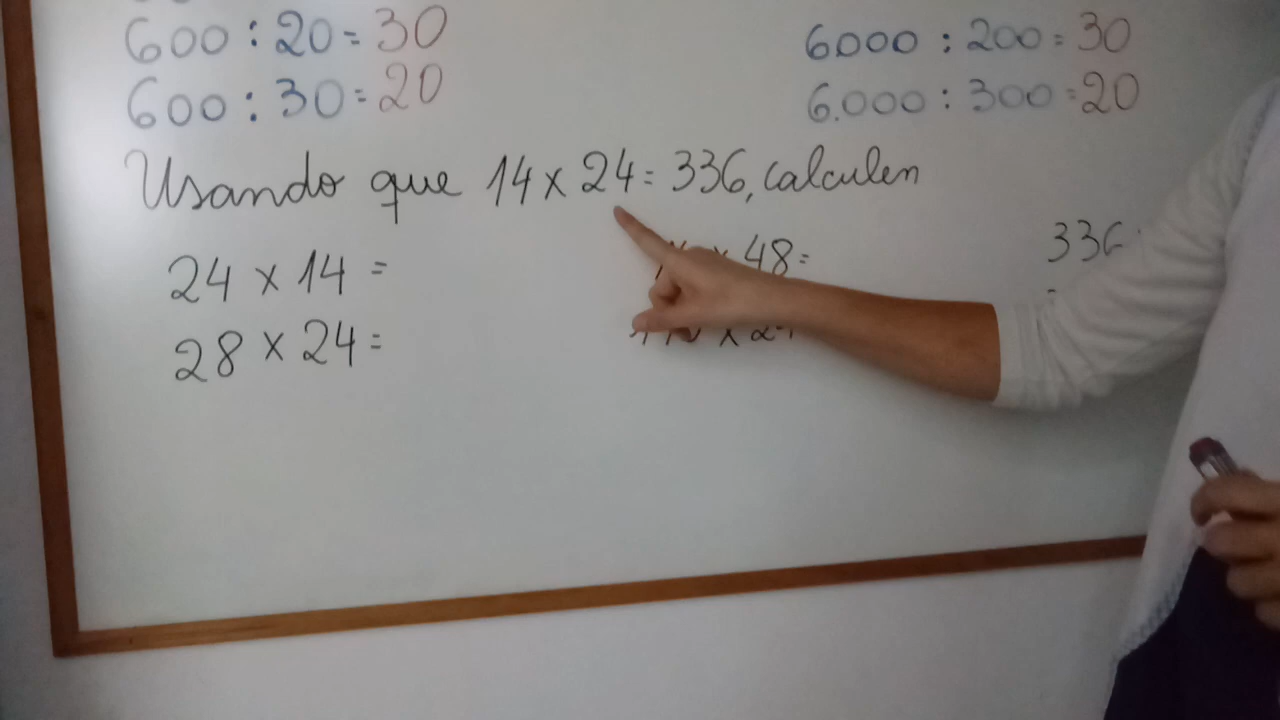 600 : 20 = 30
6000 : 200 = 30
600 : 30 = 20
6.000 : 300 = 20
Usando que 14 x 24 = 336, calculen
24 x 14 =
x 48 =
336
28 x 24 =
x 24